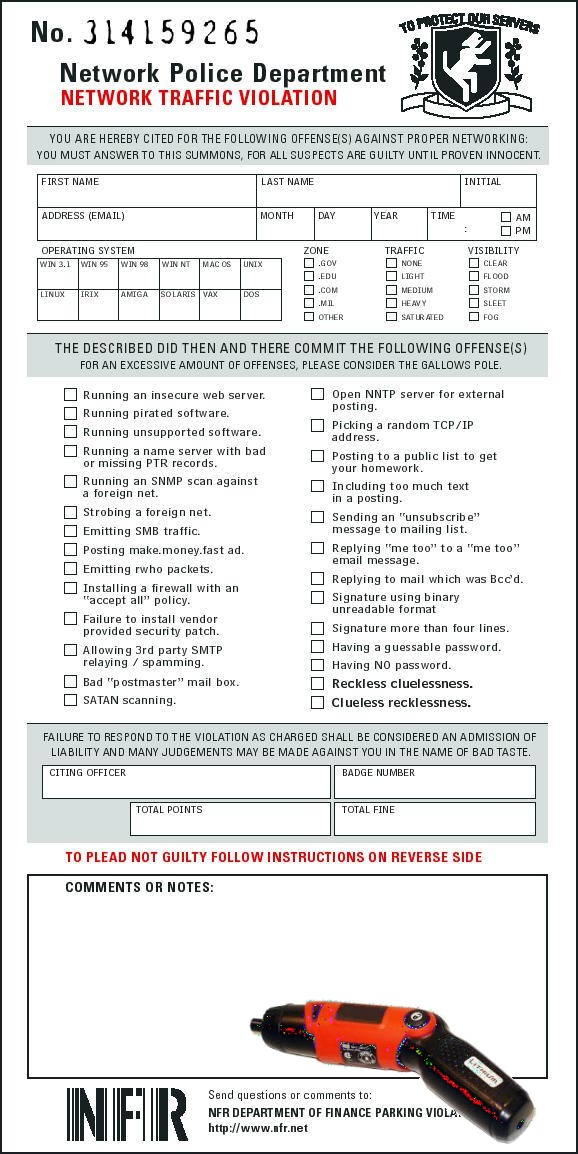 No. 314159265
TO PROTECT OUR SERVERS
Network Police Department
NETWORK TRAFFIC VIOLATION
YOU ARE HEREBY CITED FOR THE FOLLOWING OFFENSE(S) AGAINST PROPER NETWORKING:
YOU MUST ANSWER TO THIS SUMMONS, FOR ALL SUSPECTS ARE GUILTY UNTIL PROVEN INNOCENT.
FIRST NAME LAST NAME INITIAL
ADDRESS (EMAIL) MONTH DAY YEAR TIME : AM
PM
OPERATING SYSTEM
WIN 3.1 WIN 95 WIN 98 WIN NT MAC OS UNIX
LINUX IRIX AMIGA SOLARIS VAX DOS
ZONE
.GOV
.EDU
.COM
.MIL
OTHER
TRAFFIC
NONE
LIGHT
MEDIUM
HEAVY
SATURATED
VISIBILITY
CLEAR
FLOOD
STORM
SLEET
FOG
THE DESCRIBED DID THEN AND THERE COMMIT THE FOLLOWING OFFENSE(S)
FOR AN EXCESSIVE AMOUNT OF OFFENSES, PLEASE CONSIDER THE GALLOWS POLE.
Running an insecure web server.
Running pirated software.
Running unsupported software.
Running a name server with bad
or missing PTR records.
Running an SNMP scan against
a foreign net.
Strobing a foreign net.
Emitting SMB traffic.
Posting make.money.fast ad.
Emitting rwho packets.
Installing a firewall with an
"accept all" policy.
Failure to install vendor
provided security patch.
Allowing 3rd party SMTP
relaying / spamming.
Bad "postmaster" mail box.
SATAN scanning.
Open NNTP server for external
posting.
Picking a random TCP/IP
address.
Posting to a public list to get
your homework.
Including too much text
in a posting.
Sending an "unsubscribe"
message to mailing list.
Replying "me too" to a "me too"
email message.
Replying to mail which was Bcc'd.
Signature using binary
unreadable format
Signature more than four lines.
Having a guessable password.
Having NO password.
Reckless cluelessness.
Clueless recklessness.
FAILURE TO RESPOND TO THE VIOLATION AS CHARGED SHALL BE CONSIDERED AN ADMISSION OF
LIABILITY AND MANY JUDGEMENTS MAY BE MADE AGAINST YOU IN THE NAME OF BAD TASTE.
CITING OFFICER BADGE NUMBER
TOTAL POINTS TOTAL FINE
TO PLEAD NOT GUILTY FOLLOW INSTRUCTIONS ON REVERSE SIDE
COMMENTS OR NOTES:
LITHIUM
NFR
Send questions or comments to:
NFR DEPARTMENT OF FINANCE PARKING VIOLA
http://www.nfr.net